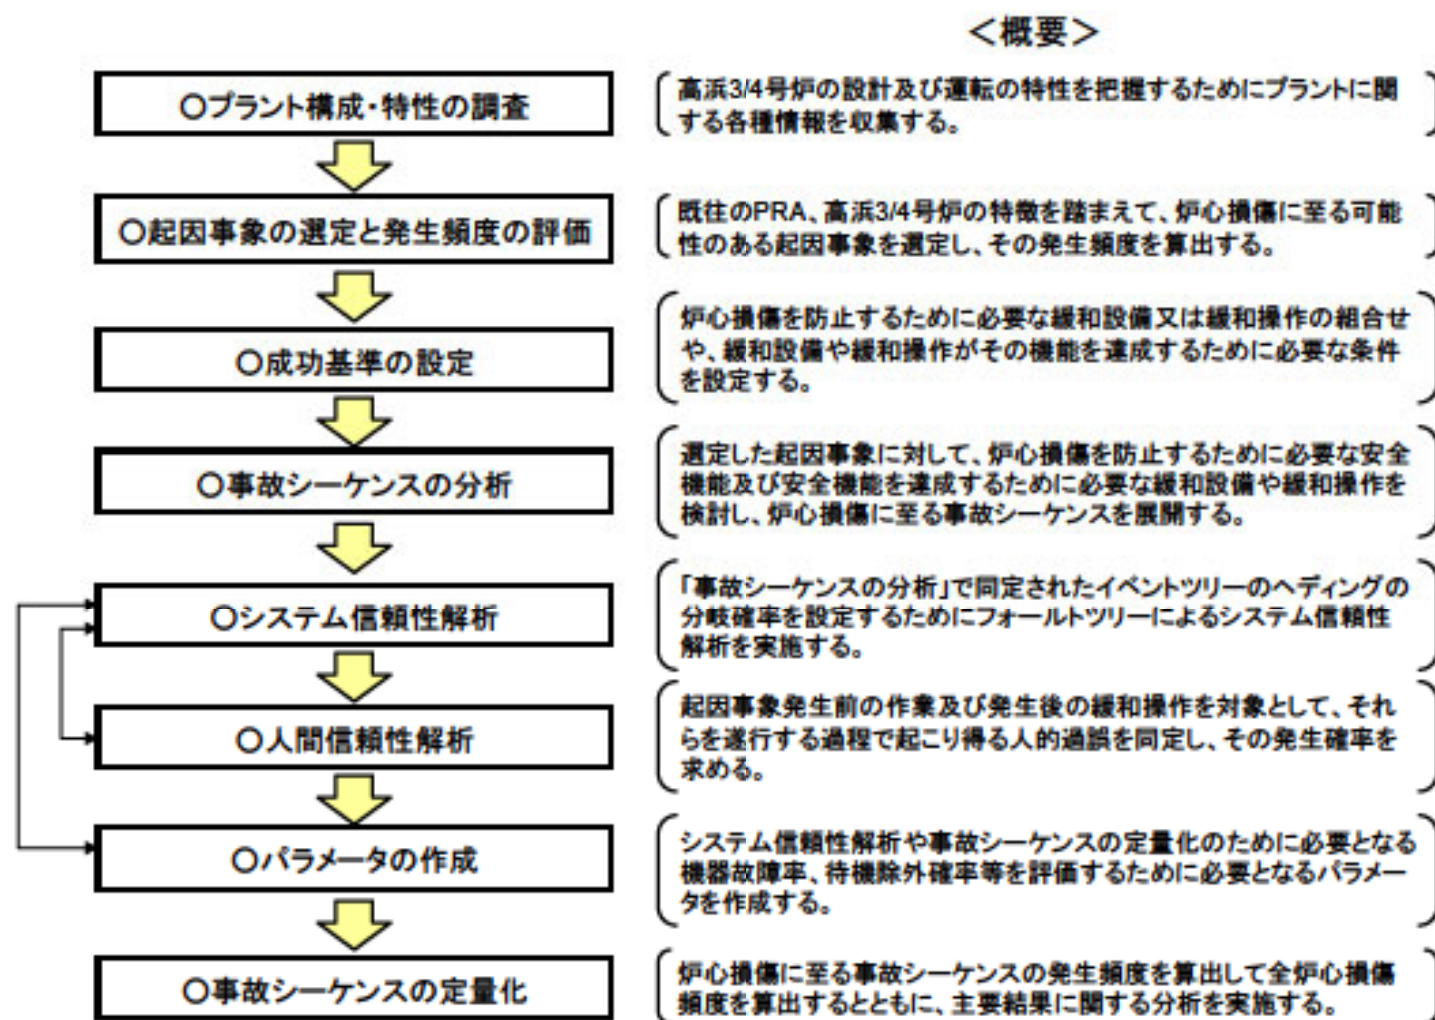 ＜概要＞
〇プラント構成・特性の調査
高浜3/4号炉の設計及び運転の特性を把握するためにプラントに関
する各種情報を収集する。
〇起因事象の選定と発生頻度の評価
既往のPRA、高浜3/4号炉の特徴を踏まえて、炉心損傷に至る可能
性のある起因事象を選定し、その発生頻度を算出する。
〇成功基準の設定
炉心損傷を防止するために必要な緩和設備又は緩和操作の組合せ
や、緩和設備や緩和操作がその機能を達成するために必要な条件
を設定する。
〇事故シーケンスの分析
選定した起因事象に対して、炉心損傷を防止するために必要な安全
機能及び安全機能を達成するために必要な緩和設備や緩和操作を
検討し、炉心損傷に至る事故シーケンスを展開する。
〇システム信頼性解析
「事故シーケンスの分析」で同定されたイベントツリーのヘディングの
分岐確率を設定するためにフォールトツリーによるシステム信頼性
解析を実施する。
〇人間信頼性解析
起因事象発生前の作業及び発生後の緩和操作を対象として、それ
らを遂行する過程で起こり得る人的過誤を同定し、その発生確率を
求める。
〇パラメータの作成
システム信頼性解析や事故シーケンスの定量化のために必要となる
機器故障率、待機除外確率等を評価するために必要となるパラメー
タを作成する。
〇事故シーケンスの定量化
炉心損傷に至る事故シーケンスの発生頻度を算出して全炉心損傷
頻度を算出するとともに、主要結果に関する分析を実施する。